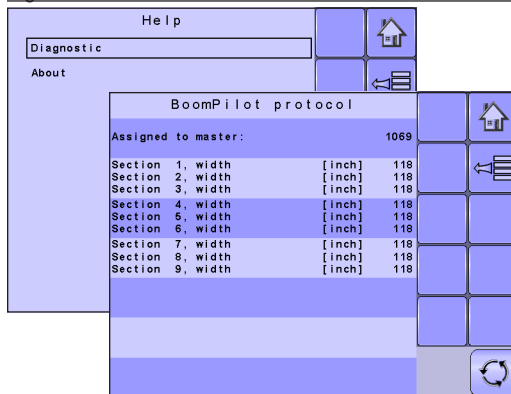 Help
Diagnostic
About
BoomPilot protocol
Assigned to master: 1069
Section 1, width [inch] 118
Section 2, width [inch] 118
Section 3, width [inch] 118
Section 4, width [inch] 118
Section 5, width [inch] 118
Section 6, width [inch] 118
Section 7, width [inch] 118
Section 8, width [inch] 118
Section 9, width [inch] 118